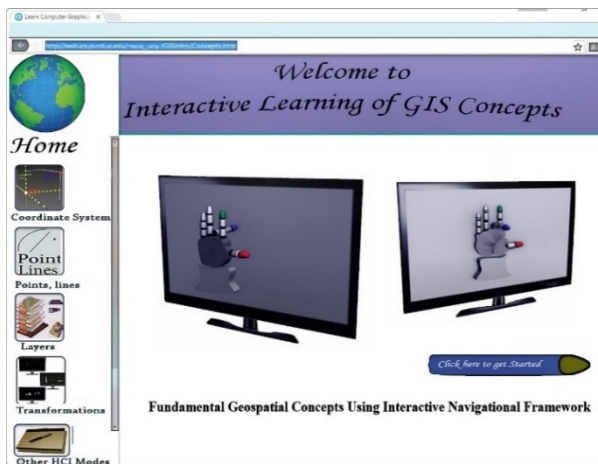 Learn Computer Graphic
Welcome to
Interactive Learning of GIS Concepts
Home
Coordinate System
Point
Lines
Points, lines
Layers
Transformations
Other HCI Modes
Click here to get Started
Fundamental Geospatial Concepts Using Interactive Navigational Framework